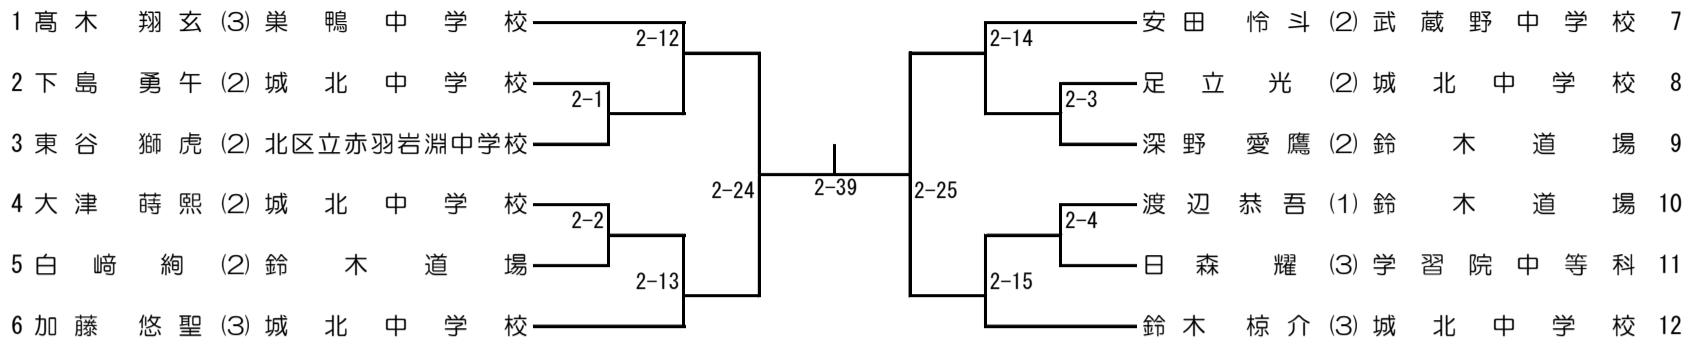 1 髙木 翔玄 (3) 巣鴨中学校
2-12
2 下島 勇午 (2) 城北中学校
2-1
3 東谷 獅虎 (2) 北区立赤羽岩淵中学校
2-24
4 大津 蒔熙 (2) 城北中学校
2-2
5 白﨑 絢 (2) 鈴木道場
2-13
6 加藤 悠聖 (3) 城北中学校
2-39
安田 怜斗 (2) 武蔵野中学校 7
2-14
足立 光 (2) 城北中学校 8
2-3
深野 愛鷹 (2) 鈴木道場 9
2-25
渡辺 恭吾 (1) 鈴木道場 10
2-4
日森 耀 (3) 学習院中等科 11
2-15
鈴木 椋介 (3) 城北中学校 12